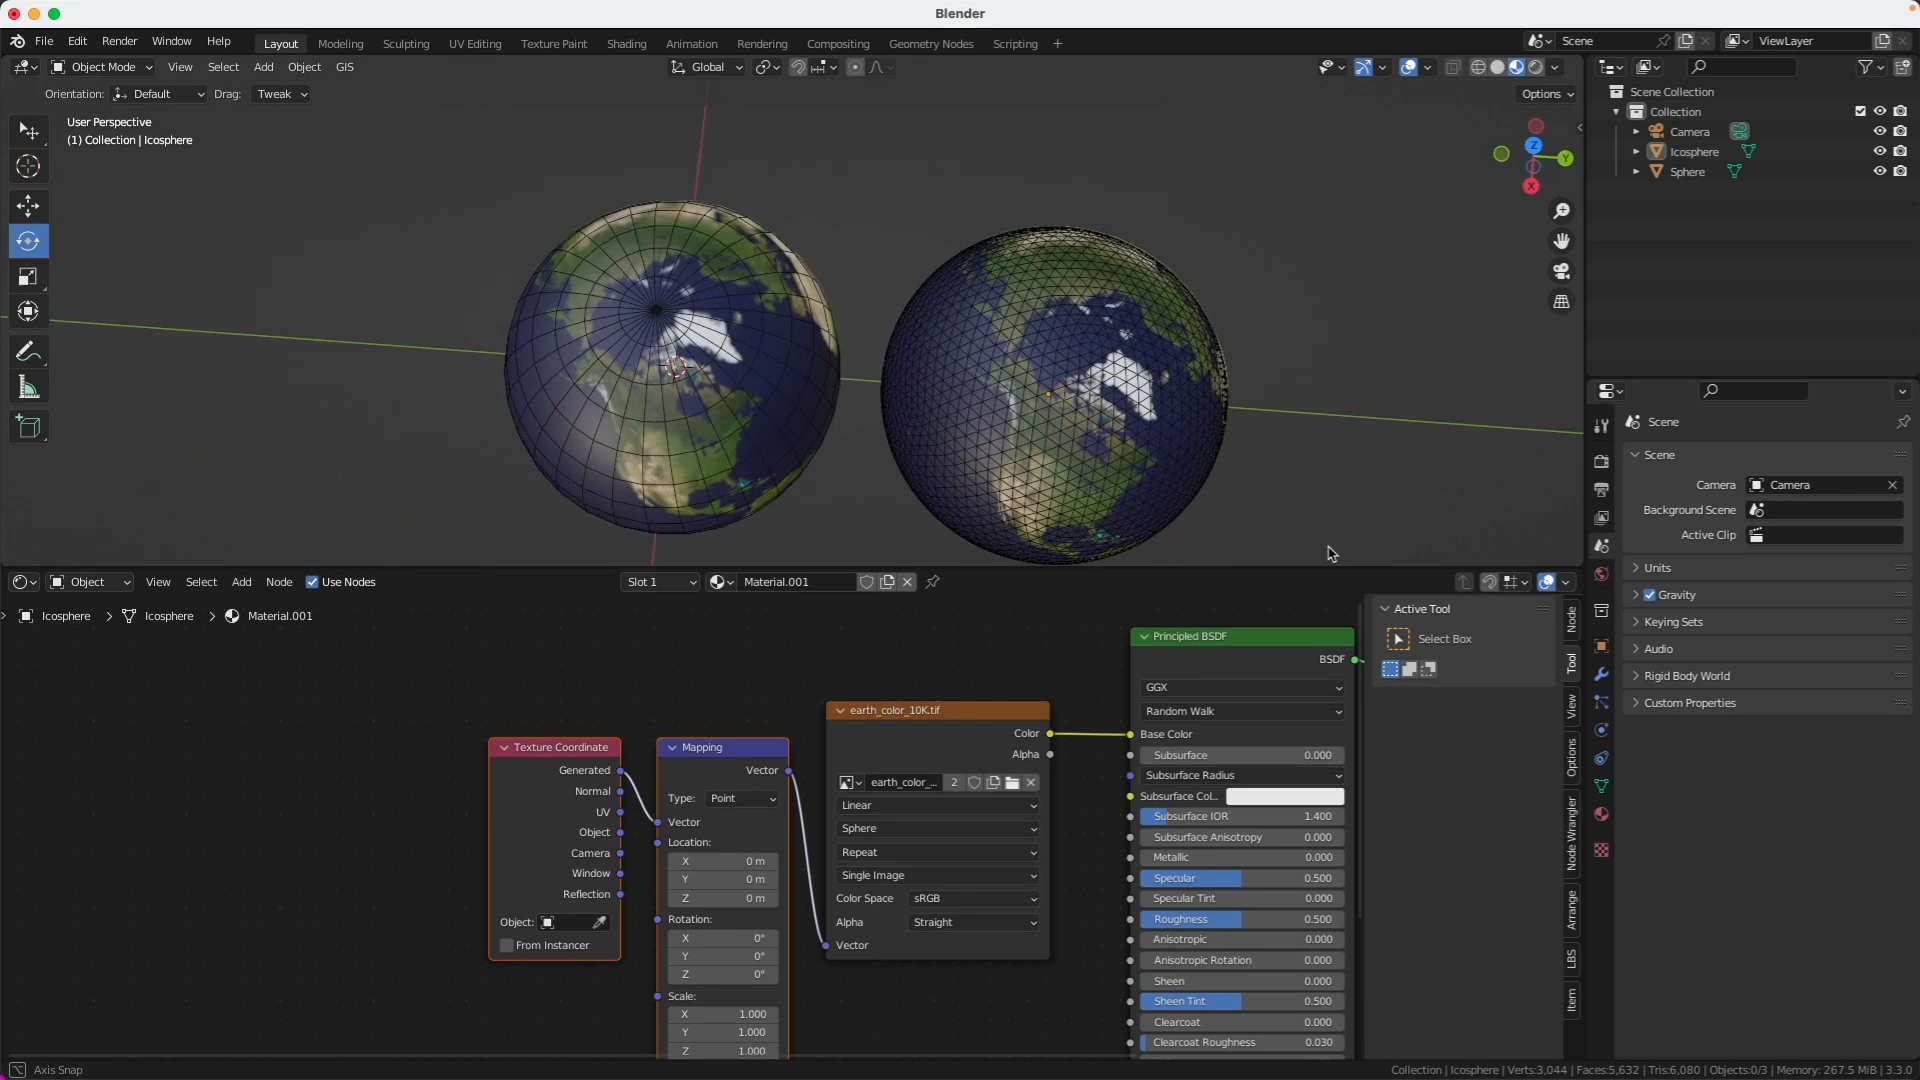 Blender
File Edit Render Window Help Layout Modeling Sculpting UV Editing Texture Paint Shading Animation Rendering Compositing Geometry Nodes Scripting + Scene ViewLayer
Object Mode View Select Add Object GIS Global
Orientation: Default Drag: Tweak Options
User Perspective
(1) Collection | Icosphere
Z
Y
X
Scene Collection
Collection
Camera
Icosphere
Sphere
Scene
Scene
Camera Camera
Background Scene
Active Clip
Units
Gravity
Keying Sets
Audio
Rigid Body World
Custom Properties
Object View Select Add Node Use Nodes Slot 1 Material.001
Icosphere > Icosphere > Material.001
Texture Coordinate
Generated
Normal
UV
Object
Camera
Window
Reflection
Object:
From Instancer
Mapping
Vector
Type: Point
Vector
Location:
X 0 m
Y 0 m
Z 0 m
Rotation:
X 0°
Y 0°
Z 0°
Scale:
X 1.000
Y 1.000
Z 1.000
earth_color_10K.tif
Color
Alpha
earth_color_... 2
Linear
Sphere
Repeat
Single Image
Color Space sRGB
Alpha Straight
Vector
Principled BSDF
BSDF
GGX
Random Walk
Base Color
Subsurface 0.000
Subsurface Radius
Subsurface Col...
Subsurface IOR 1.400
Subsurface Anisotropy 0.000
Metallic 0.000
Specular 0.500
Specular Tint 0.000
Roughness 0.500
Anisotropic 0.000
Anisotropic Rotation 0.000
Sheen 0.000
Sheen Tint 0.500
Clearcoat 0.000
Clearcoat Roughness 0.030
Active Tool
Select Box
Node
Tool
View
Options
Node Wrangler
Arrange
LBS
Item
Axis Snap
Collection | Icosphere | Verts:3,044 | Faces:5,632 | Tris:6,080 | Objects:0/3 | Memory: 267.5 MiB | 3.3.0